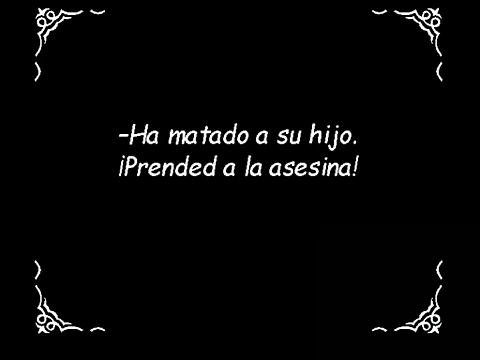 -Ha matado a su hijo.
¡Prended a la asesina!